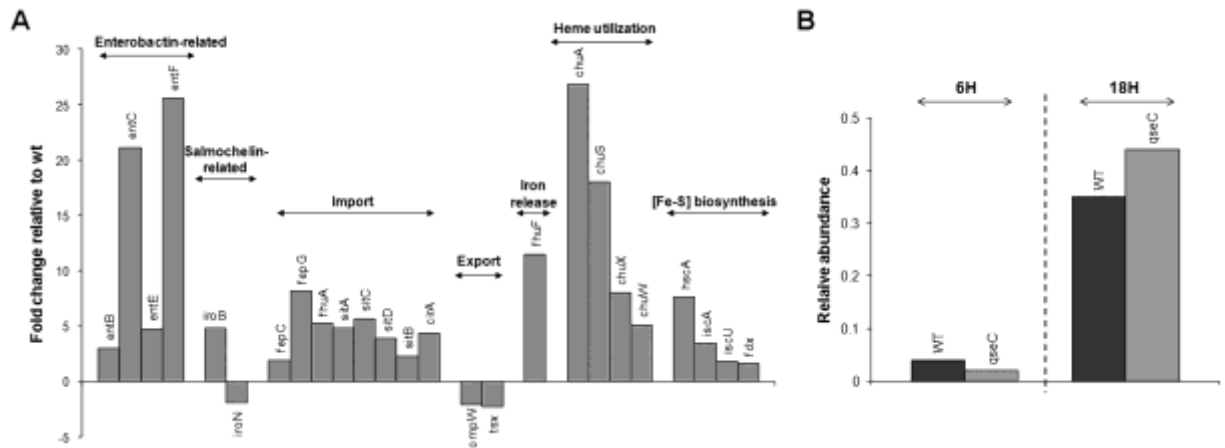 A
B
Fold change relative to wt
30
25
20
15
10
5
0
-5
Enterobactin-related
entB
entC
entE
entF
Salmochelin-
related
iroB
iroN
Import
fepC
fepG
fhuA
sitA
sitC
sitD
sitB
cirA
Export
ompW
tsx
Iron
release
fhuF
Heme utilization
chuA
chuS
chuX
chuW
[Fe-S] biosynthesis
hscA
iscA
iscU
fdx
Relaive abundance
0.5
0.4
0.3
0.2
0.1
0
6H
18H
WT
qseC
WT
qseC